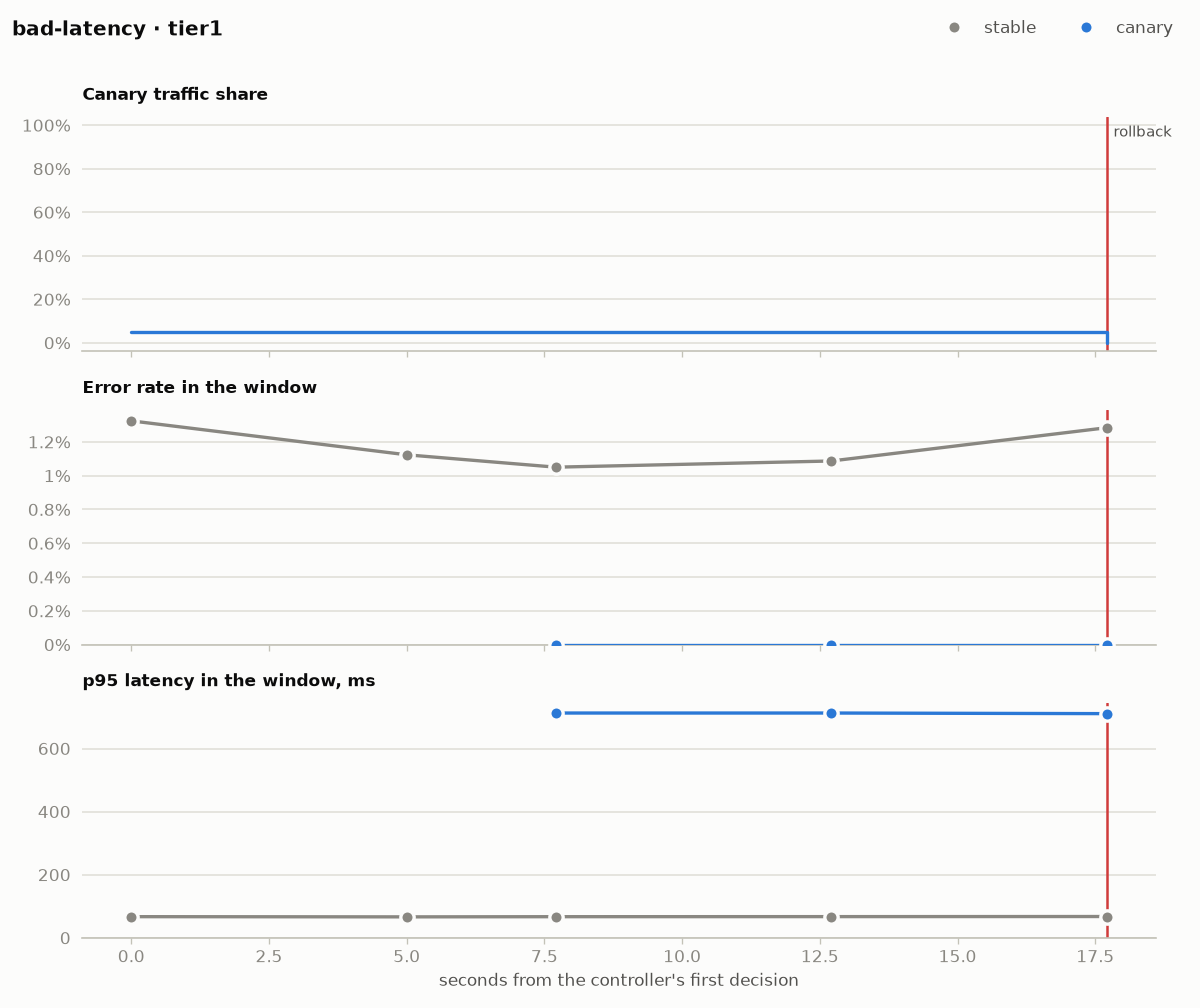 bad-latency · tier1
stable canary
Canary traffic share
100%
rollback
80%
60%
40%
20%
0%
Error rate in the window
1.2%
1%
0.8%
0.6%
0.4%
0.2%
0%
p95 latency in the window, ms
600
400
200
0
0.0 2.5 5.0 7.5 10.0 12.5 15.0 17.5
seconds from the controller's first decision